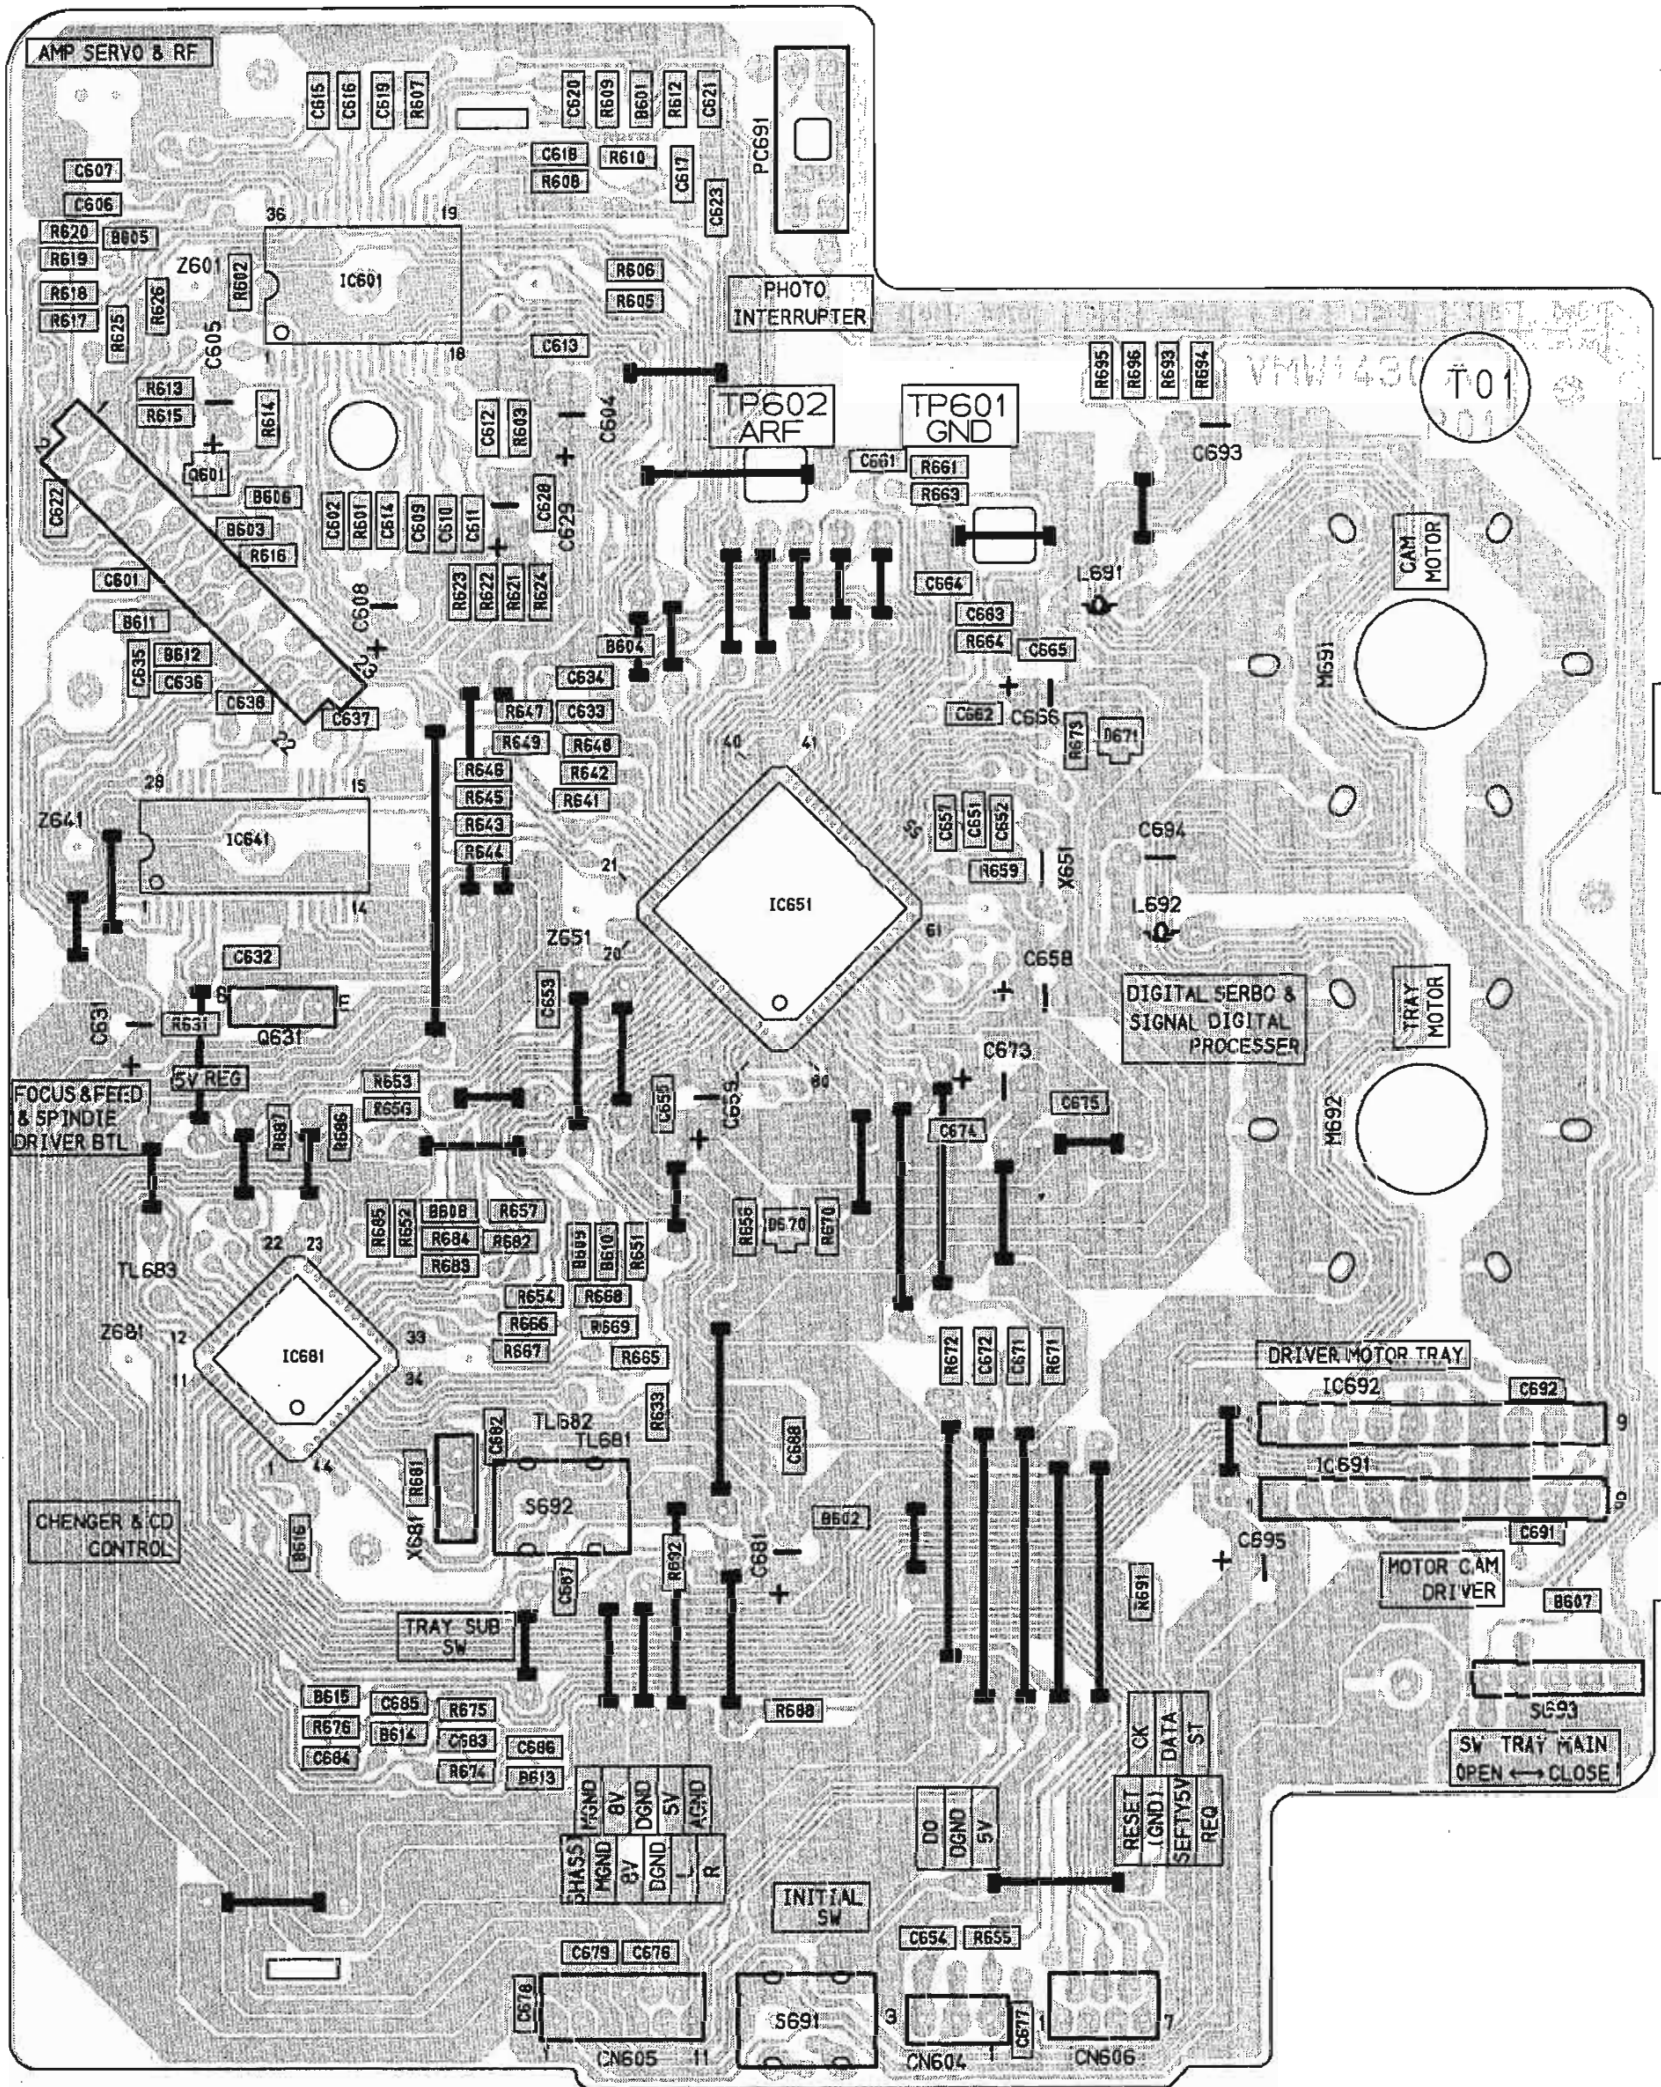 AMP SERVO & RF
C615 C616 C619 R607
C620 R609 B601 R612 C621
PC691
C607
C618 R610 C617
R608
C606
C623
36 19
R620 B605
R619
Z601 R602 IC601
R606
R618 R626
R605
PHOTO
INTERRUPTER
R617 R625
C605
1 18
C613
R695 R696 R693 R694
T01
R613
R615 R614
C612 R603 C604
TP602
ARF
TP601
GND
C693
+
Q601
C661 R661
R663
C622
B606
C602 R601 C614 C609 C610 C611
C628 C629
B603
R616
CAM
MOTOR
C601
C608
R623 R622 R621 R624
C664
L691
B611
C663
B604
R664 C665
C635 B612
C636
C634
M691
C638 C637
R647 C633
C662 C666
R649 R648
R673 D671
40 41
28 15
R646 R642
R645 R641
Z641 IC641
R643
R644
C657 C651 C652
55
R659 X651
C694
21
IC651
1 14
L692
61
Z651
20
C632
C658
C653
DIGITAL SERBO &
SIGNAL DIGITAL
PROCESSER
TRAY
MOTOR
C631 R631
Q631 E
5V REG
C673
80
FOCUS & FEED
& SPINDIE
DRIVER BTL
R653
C655 C659
C675
R687 R686
C674
M692
R685 R652 B608 R657
R684 R682
R683
B609 B610 R651
R656 D670 R670
22 23
TL683
R654 R668
Z681 12
33
R666 R669
R667 R665
IC681
11 34
R672 C672 C671 R671
DRIVER MOTOR TRAY
IC692 C692
R633
TL682
TL681
C682
C688
9
1 44
R681
IC691
S692
CHENGER & CD
CONTROL
B616
X681
B602
9
C691
R692 C681
C695
C687
R691
MOTOR CAM
DRIVER
B607
TRAY SUB
SW
B615 C685 R675
R688
S693
R676 B614 C683 C686
C684 R674 B613
CK DATA ST
SW TRAY MAIN
OPEN ↔ CLOSE
MGND 8V DGND 5V AGND
CHASS MGND 8V DGND L R
DO DGND 5V
RESET (GND) SEFTY5V REQ
INITIAL
SW
C679 C676
C654 R655
C678
S691
3
C677
1 7
1 CN605 11
CN604 1
CN606